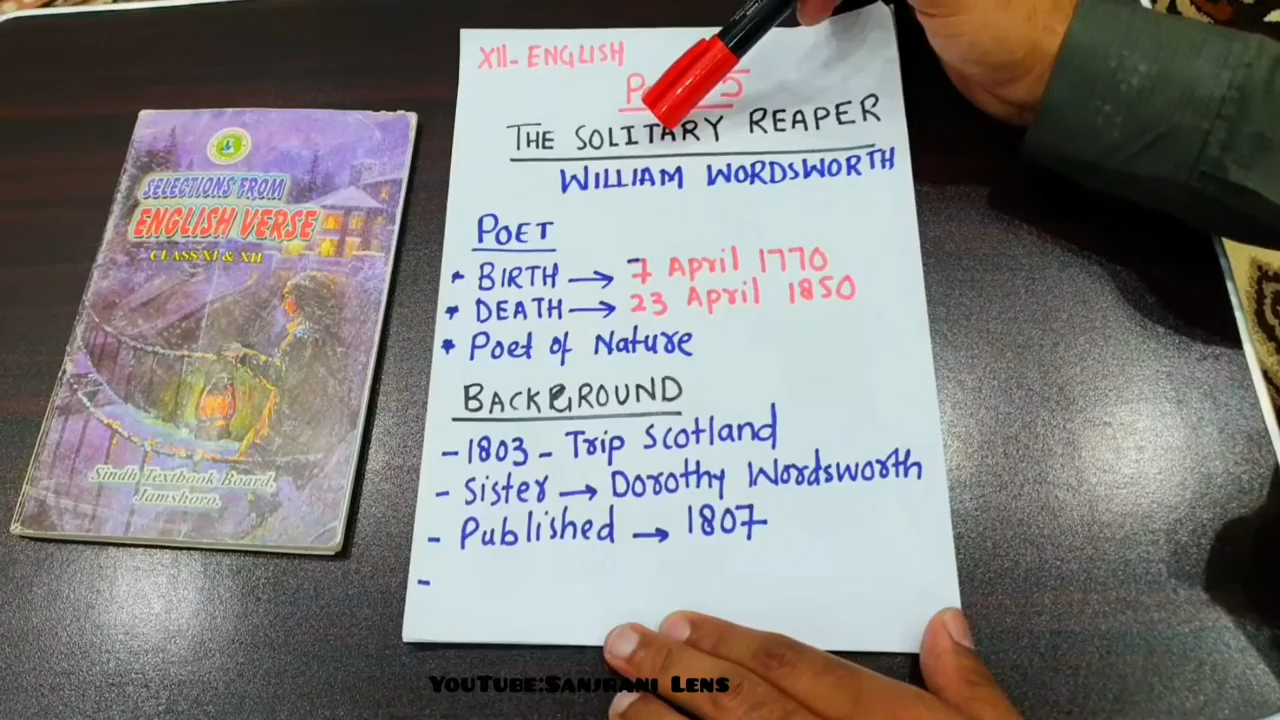 SELECTIONS FROM
ENGLISH VERSE
CLASS XI & XII
Sindh Textbook Board,
Jamshoro.
XII - ENGLISH
THE SOLITARY REAPER
WILLIAM WORDSWORTH
POET
* BIRTH → 7 April 1770
* DEATH → 23 April 1850
* Poet of Nature
BACKGROUND
- 1803 - Trip Scotland
- Sister → Dorothy Wordsworth
- Published → 1807
-
YOUTUBE:SANJRANI LENS